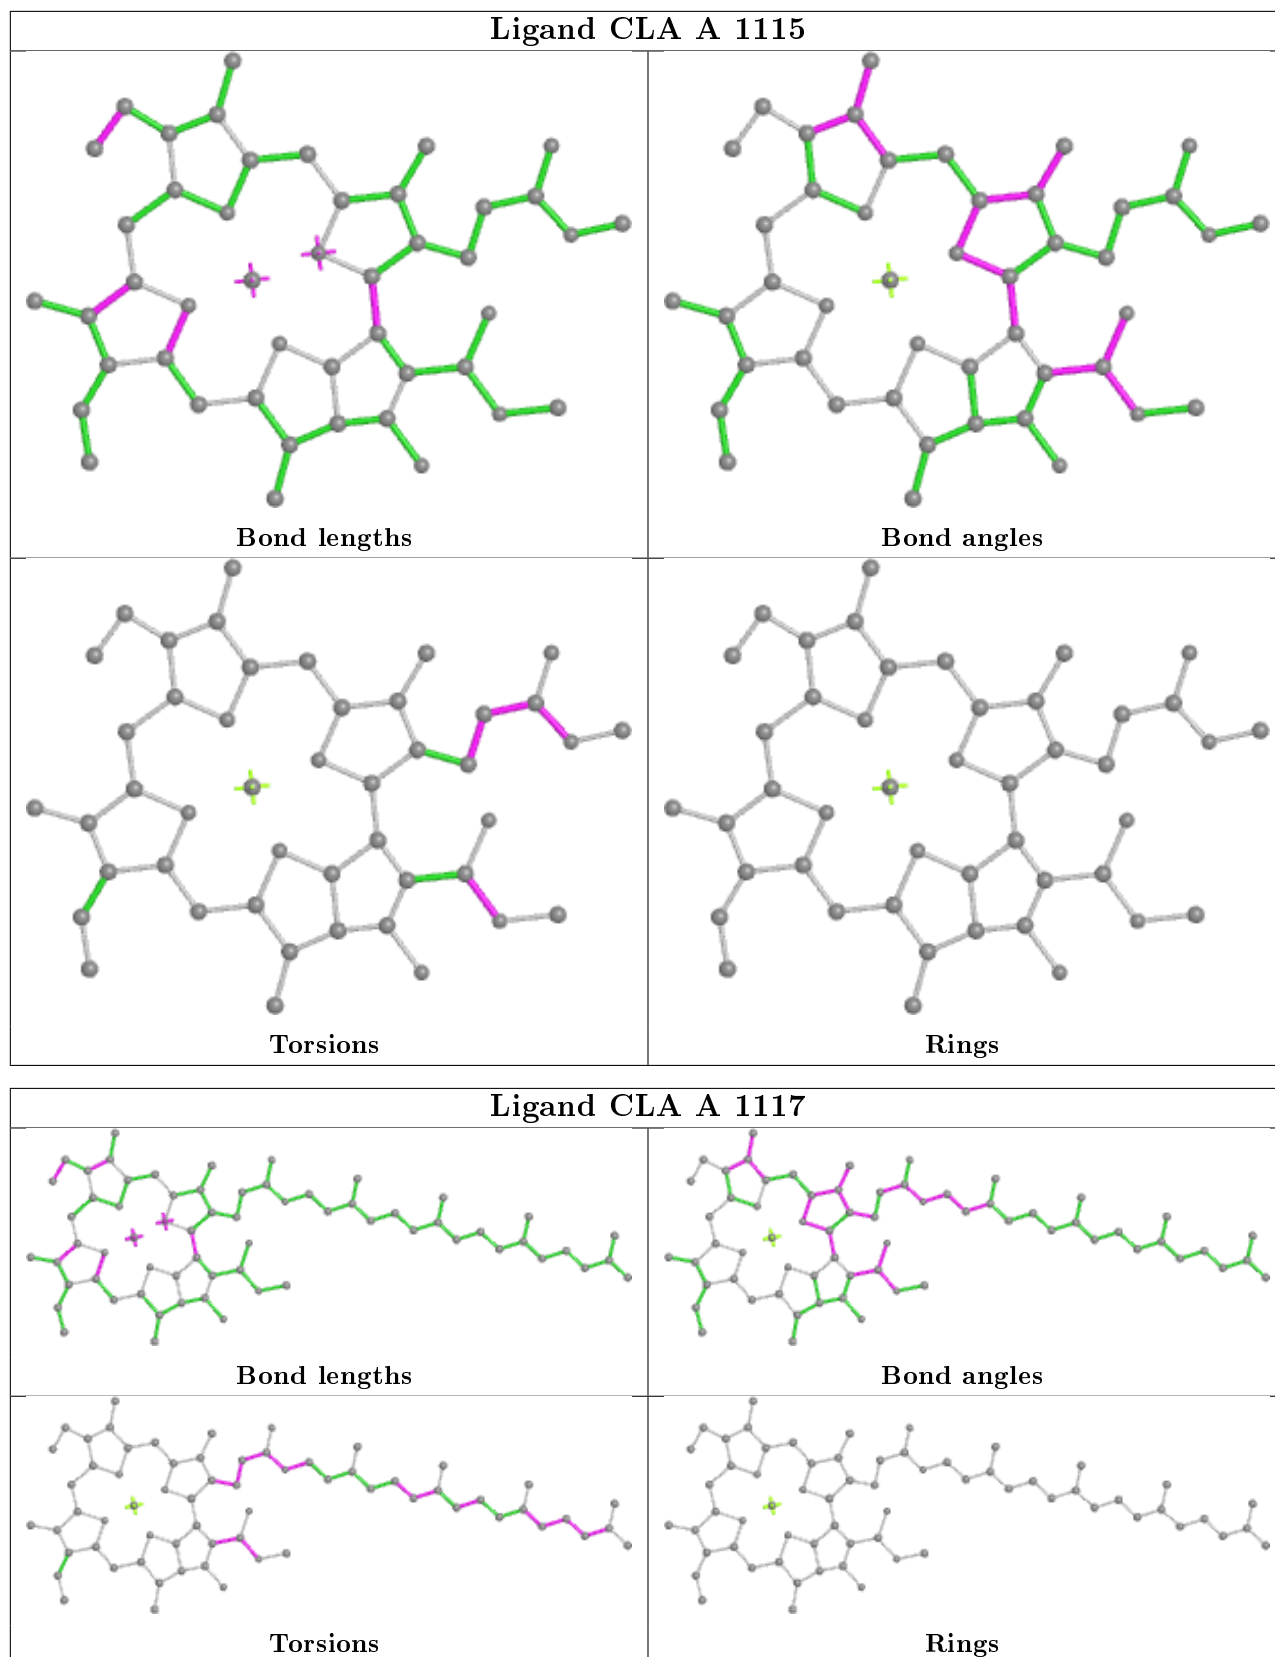 Ligand CLA A 1115
Bond lengths
Bond angles
Torsions
Rings
Ligand CLA A 1117
Bond lengths
Bond angles
Torsions
Rings